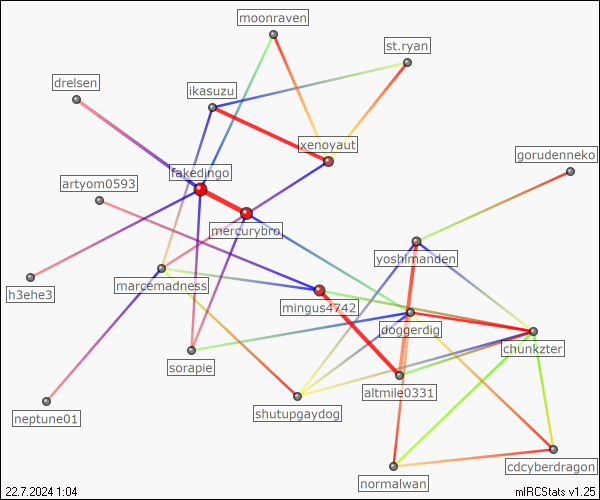 moonraven
st.ryan
drelsen
ikasuzu
xenoyaut
gorudenneko
fakedingo
artyom0593
mercurybro
yoshimanden
marcemadness
h3ehe3
mingus4742
doggerdig
chunkzter
sorapie
altmile0331
shutupgaydog
neptune01
cdcyberdragon
normalwan
22.7.2024 1:04
mIRCStats v1.25